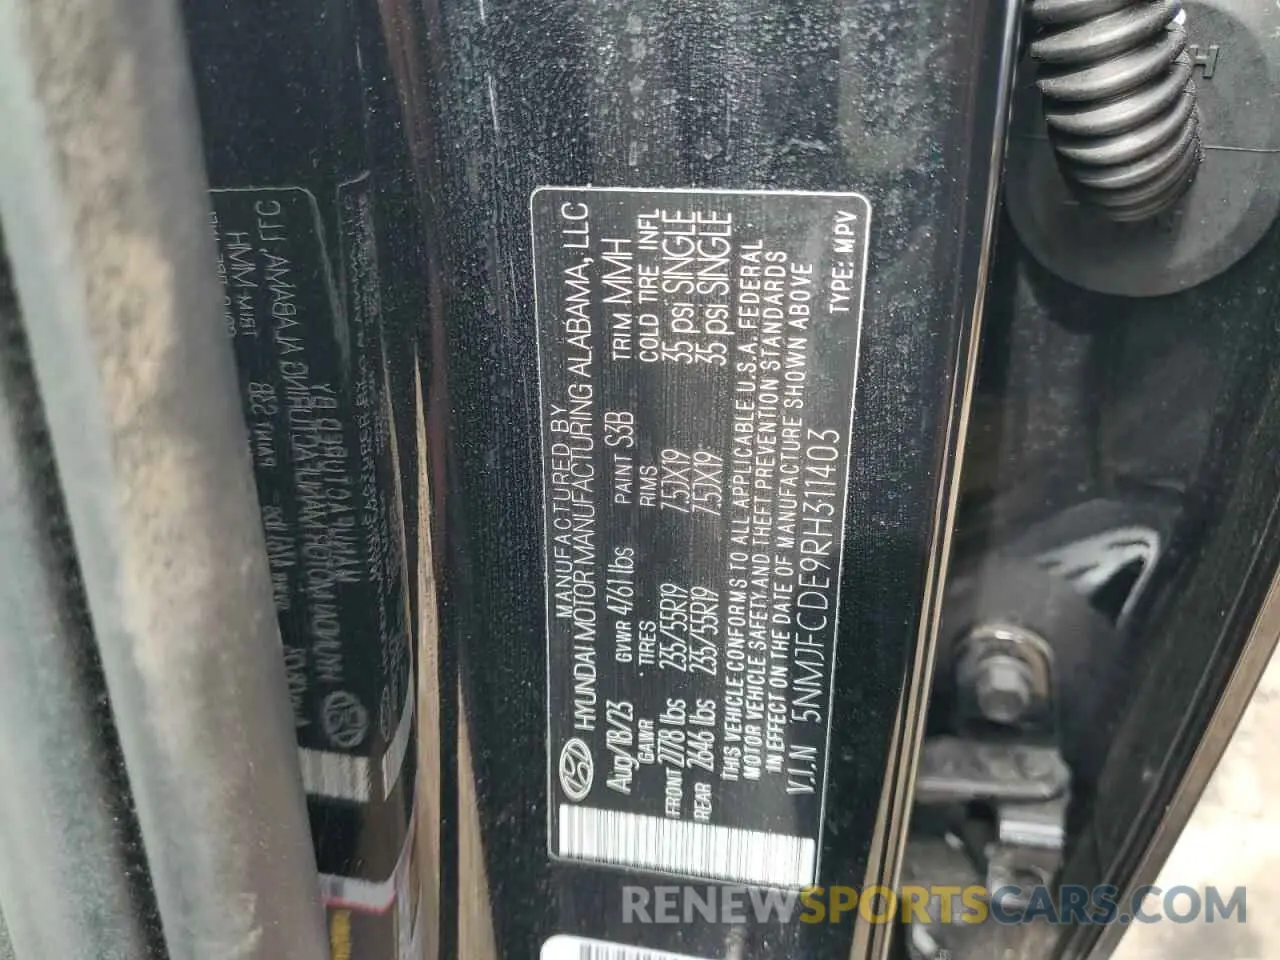 MANUFACTURED BY
HYUNDAI MOTOR MANUFACTURING ALABAMA, LLC
Aug/18/23 GVWR 4761 lbs PAINT S3B TRIM MMH
GAWR TIRES RIMS COLD TIRE INFL
FRONT 2778 lbs 235/55R19 7.5JX19 35 psi SINGLE
REAR 2646 lbs 235/55R19 7.5JX19 35 psi SINGLE
THIS VEHICLE CONFORMS TO ALL APPLICABLE U.S.A. FEDERAL
MOTOR VEHICLE SAFETY AND THEFT PREVENTION STANDARDS
IN EFFECT ON THE DATE OF MANUFACTURE SHOWN ABOVE
V.I.N 5NMJFCDE9RH311403
TYPE: MPV
H
RENEWSPORTSCARS.COM